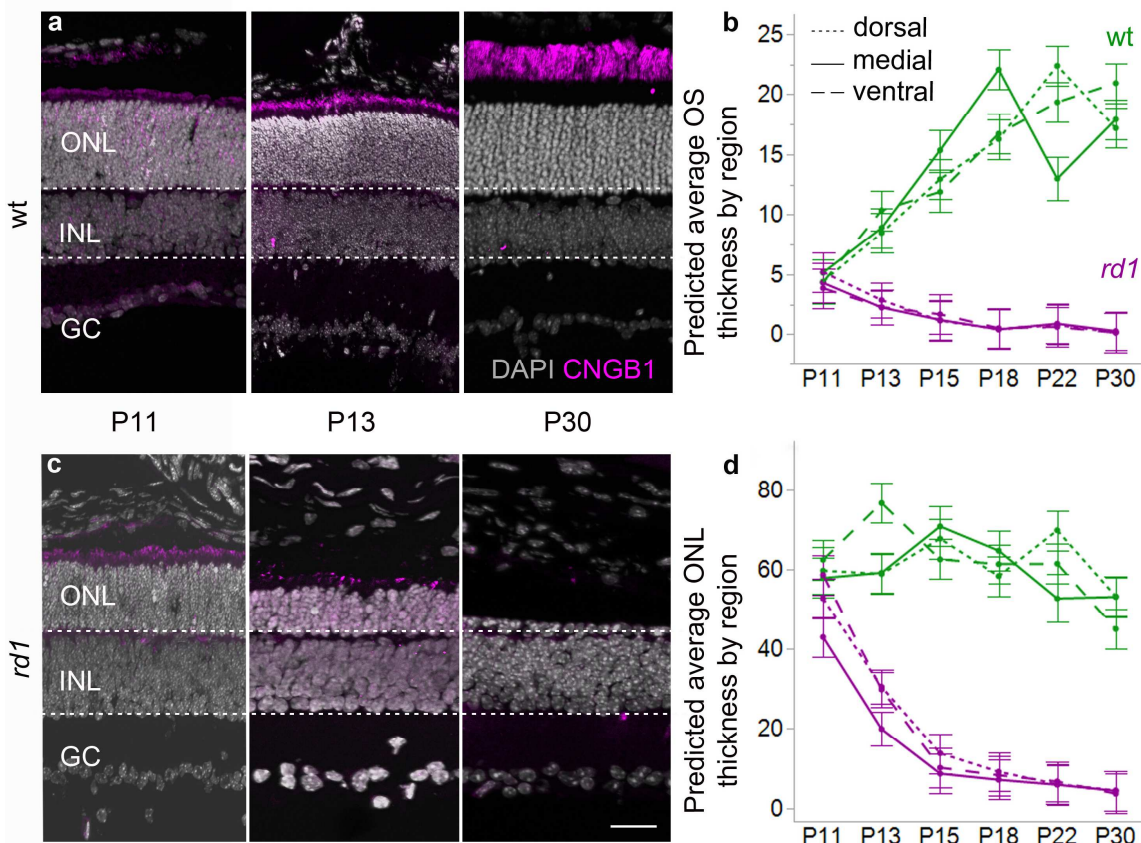 a
wt
ONL
INL
GC
DAPI CNGB1
P11 P13 P30
b
Predicted average OS
thickness by region
25
20
15
10
5
0
dorsal
medial
ventral
wt
rd1
P11 P13 P15 P18 P22 P30
c
rd1
ONL
INL
GC
d
Predicted average ONL
thickness by region
80
60
40
20
0
P11 P13 P15 P18 P22 P30